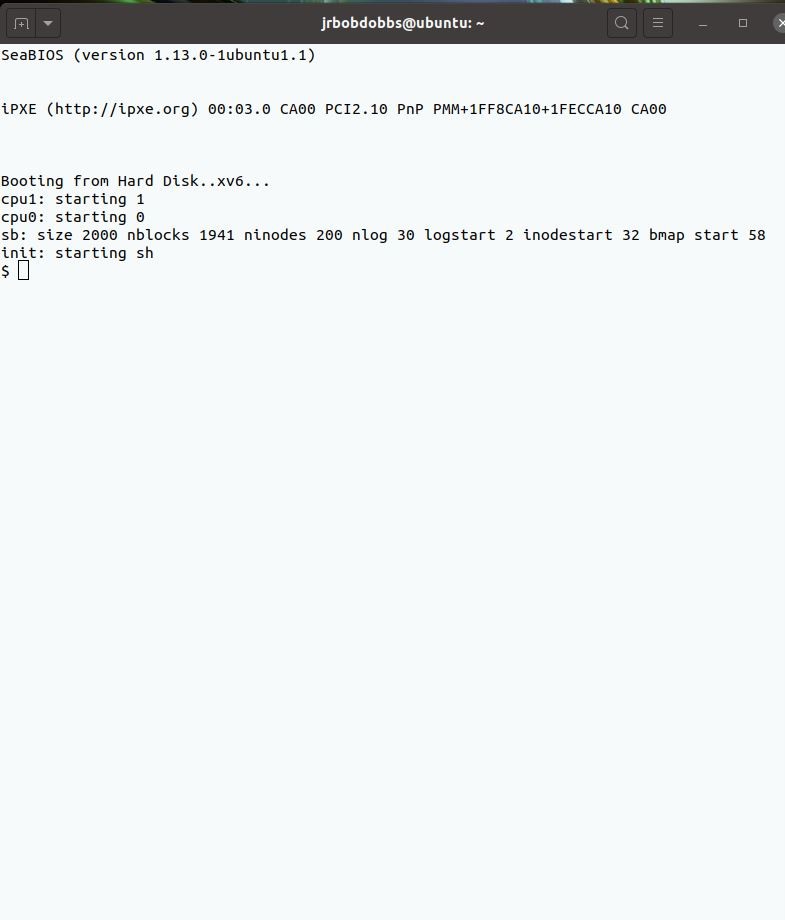 jrbobdobbs@ubuntu: ~
SeaBIOS (version 1.13.0-1ubuntu1.1)
iPXE (http://ipxe.org) 00:03.0 CA00 PCI2.10 PnP PMM+1FF8CA10+1FECCA10 CA00
Booting from Hard Disk..xv6...
cpu1: starting 1
cpu0: starting 0
sb: size 2000 nblocks 1941 ninodes 200 nlog 30 logstart 2 inodestart 32 bmap start 58
init: starting sh
$